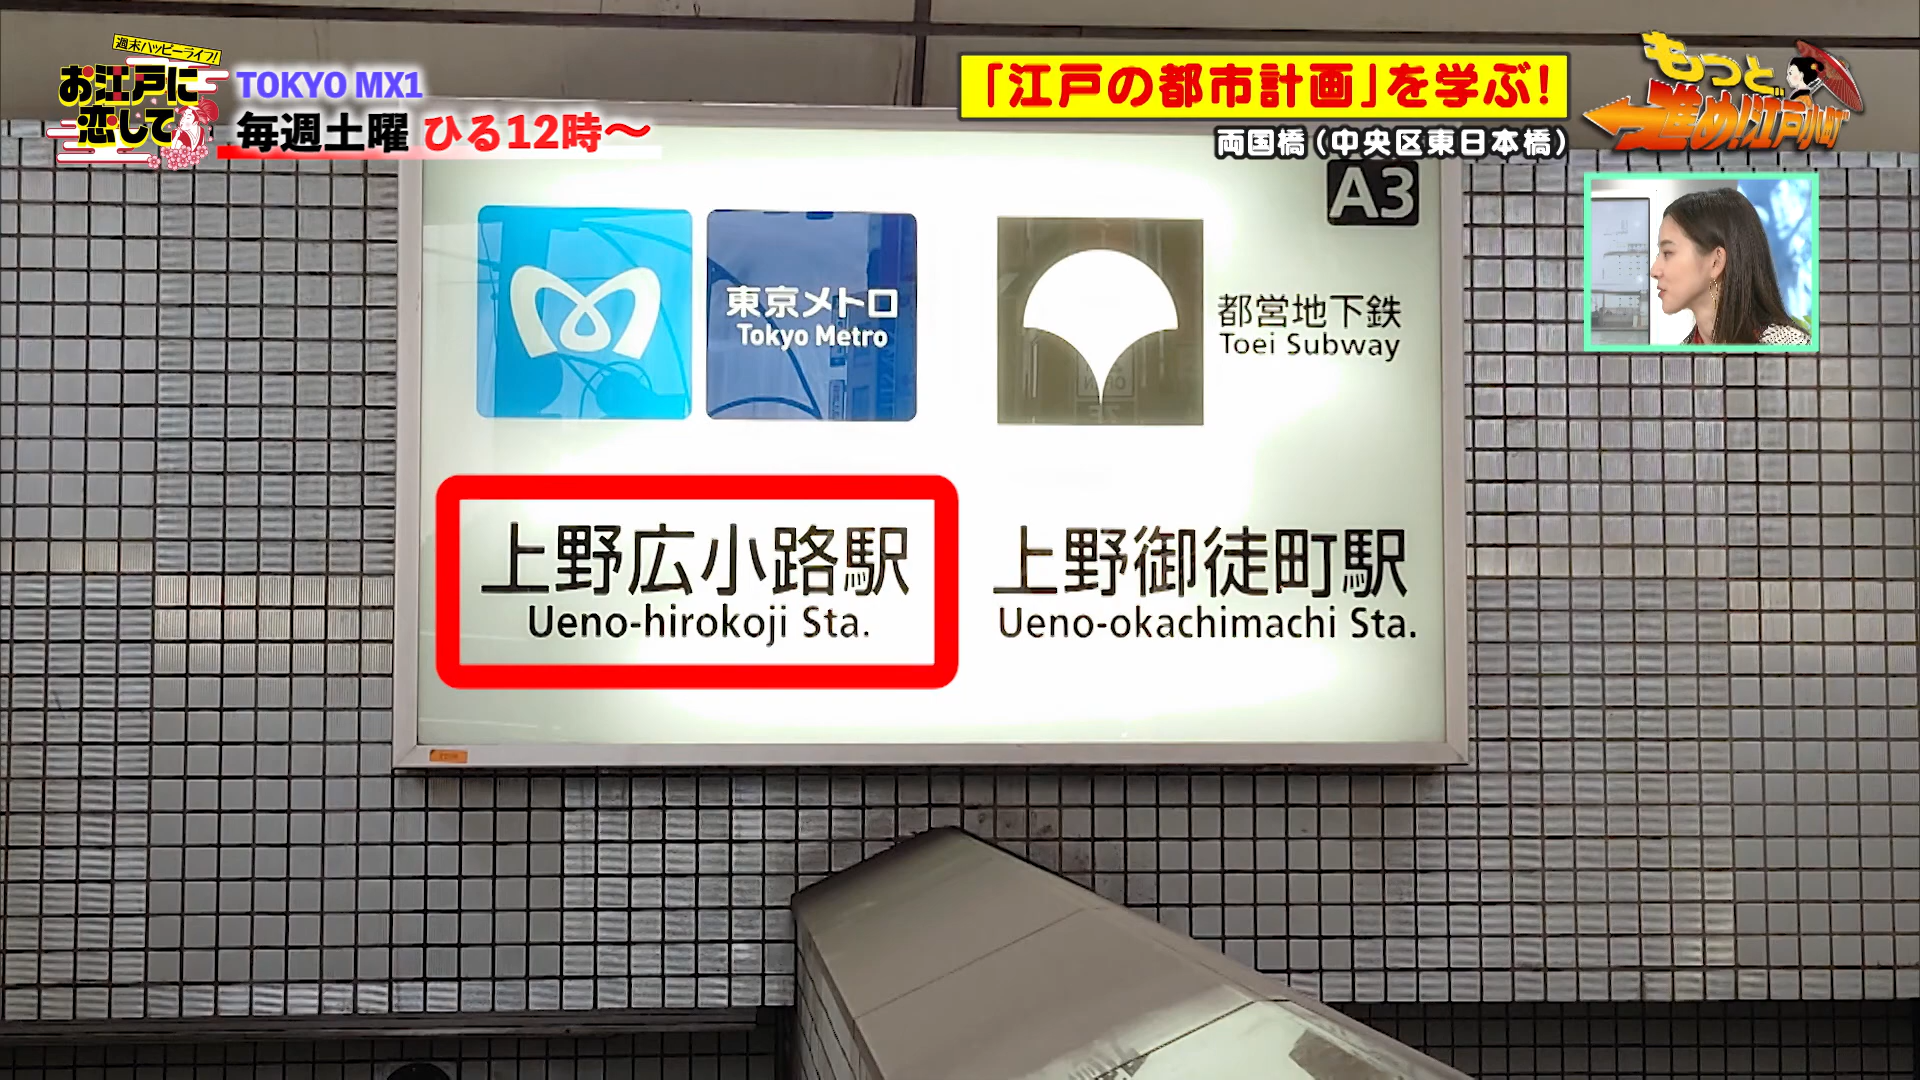 週末ハッピーライフ!
お江戸に
恋して
TOKYO MX1
毎週土曜 ひる12時～
「江戸の都市計画」を学ぶ!
両国橋(中央区東日本橋)
もっと
進め!江戸小町
A3
東京メトロ
Tokyo Metro
都営地下鉄
Toei Subway
上野広小路駅
Ueno-hirokoji Sta.
上野御徒町駅
Ueno-okachimachi Sta.